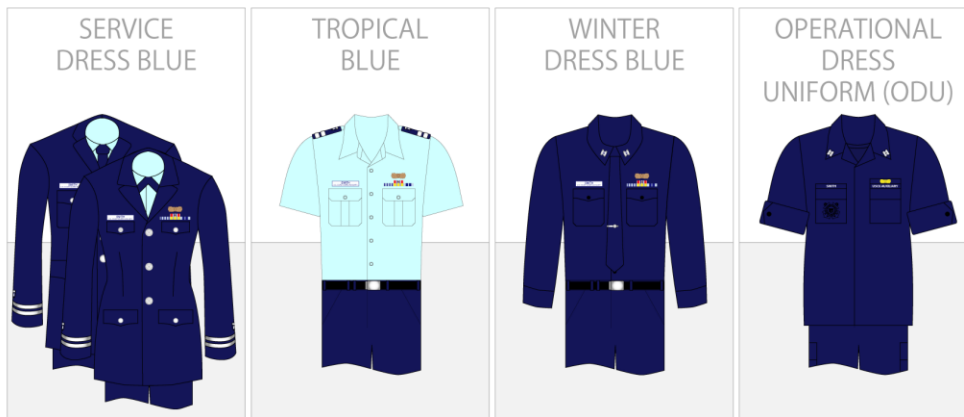 SERVICE
DRESS BLUE
TROPICAL
BLUE
WINTER
DRESS BLUE
OPERATIONAL
DRESS
UNIFORM (ODU)